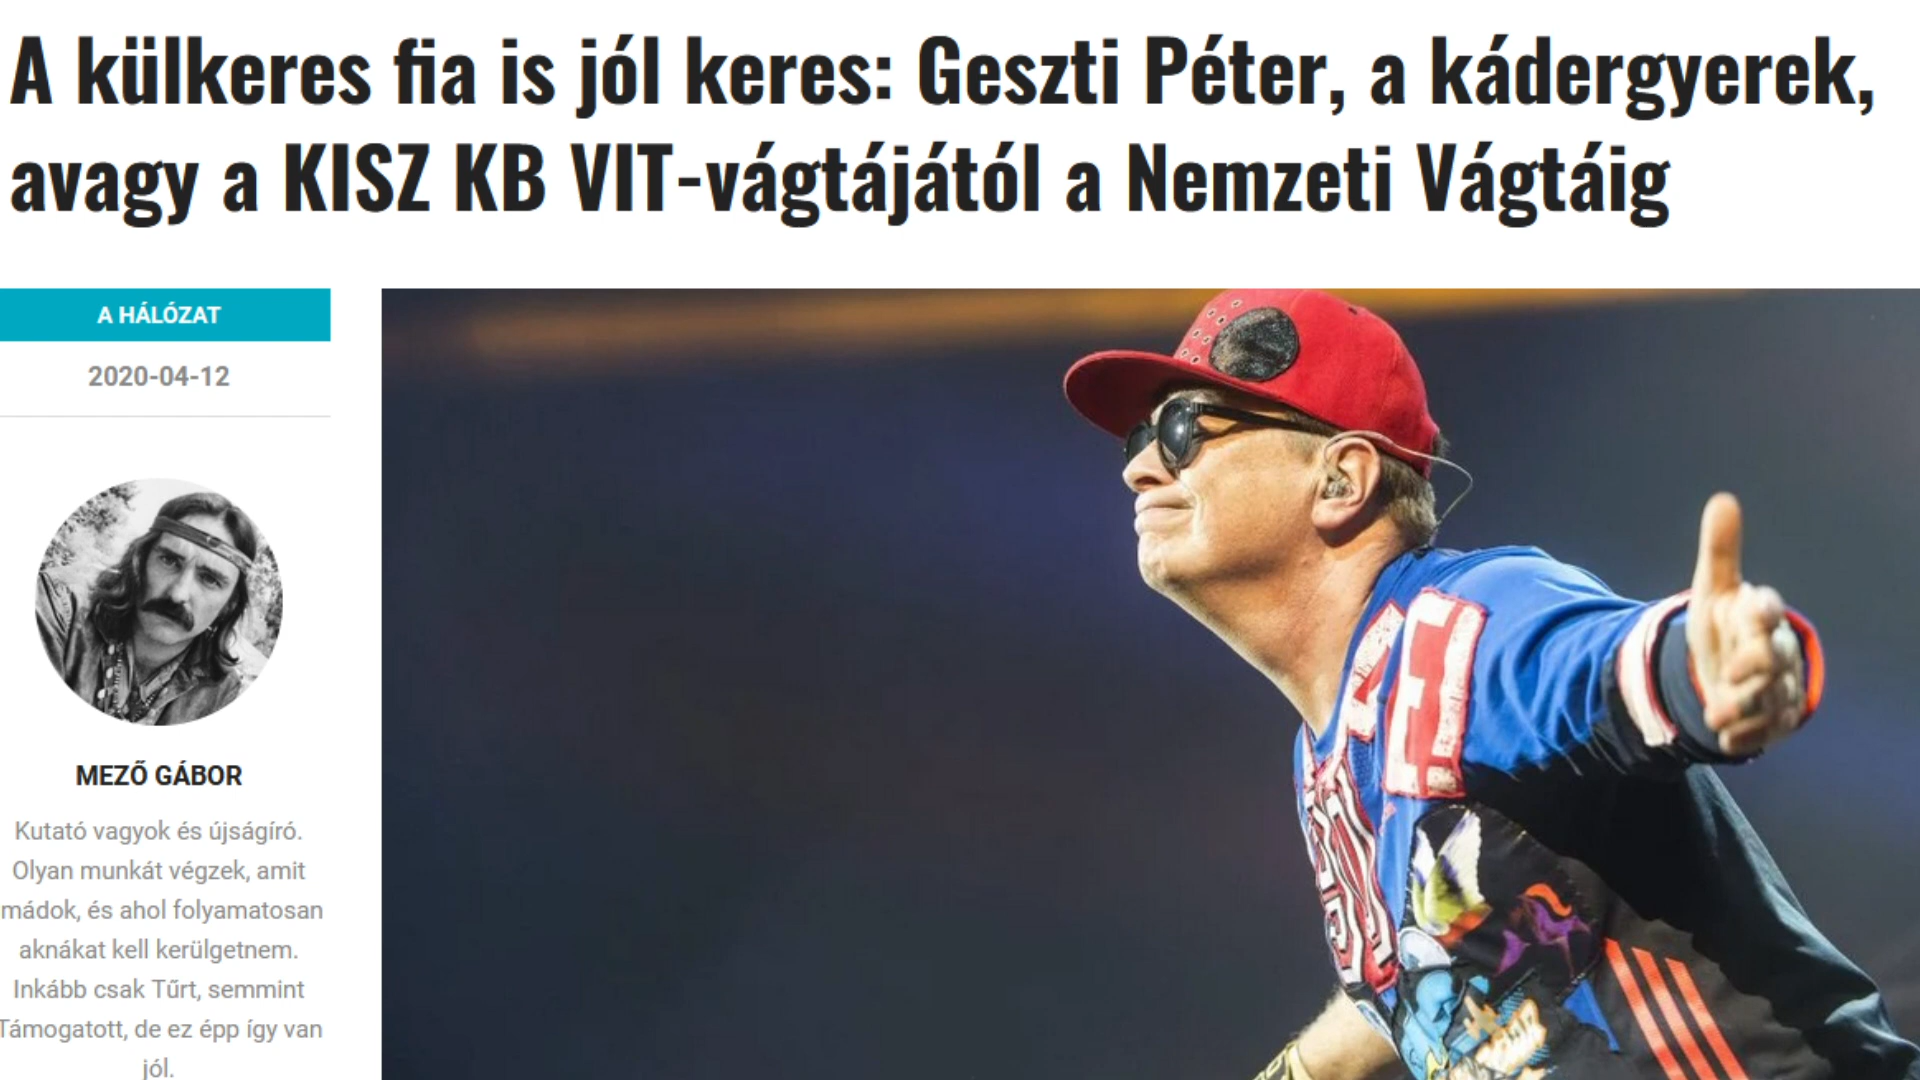 A külkeres fia is jól keres: Geszti Péter, a kádergyerek,
avagy a KISZ KB VIT-vágtájától a Nemzeti Vágtáig
A HÁLÓZAT
2020-04-12
MEZŐ GÁBOR
Kutató vagyok és újságíró.
Olyan munkát végzek, amit
mádok, és ahol folyamatosan
aknákat kell kerülgetnem.
Inkább csak Tűrt, semmint
Támogatott, de ez épp így van
jól.